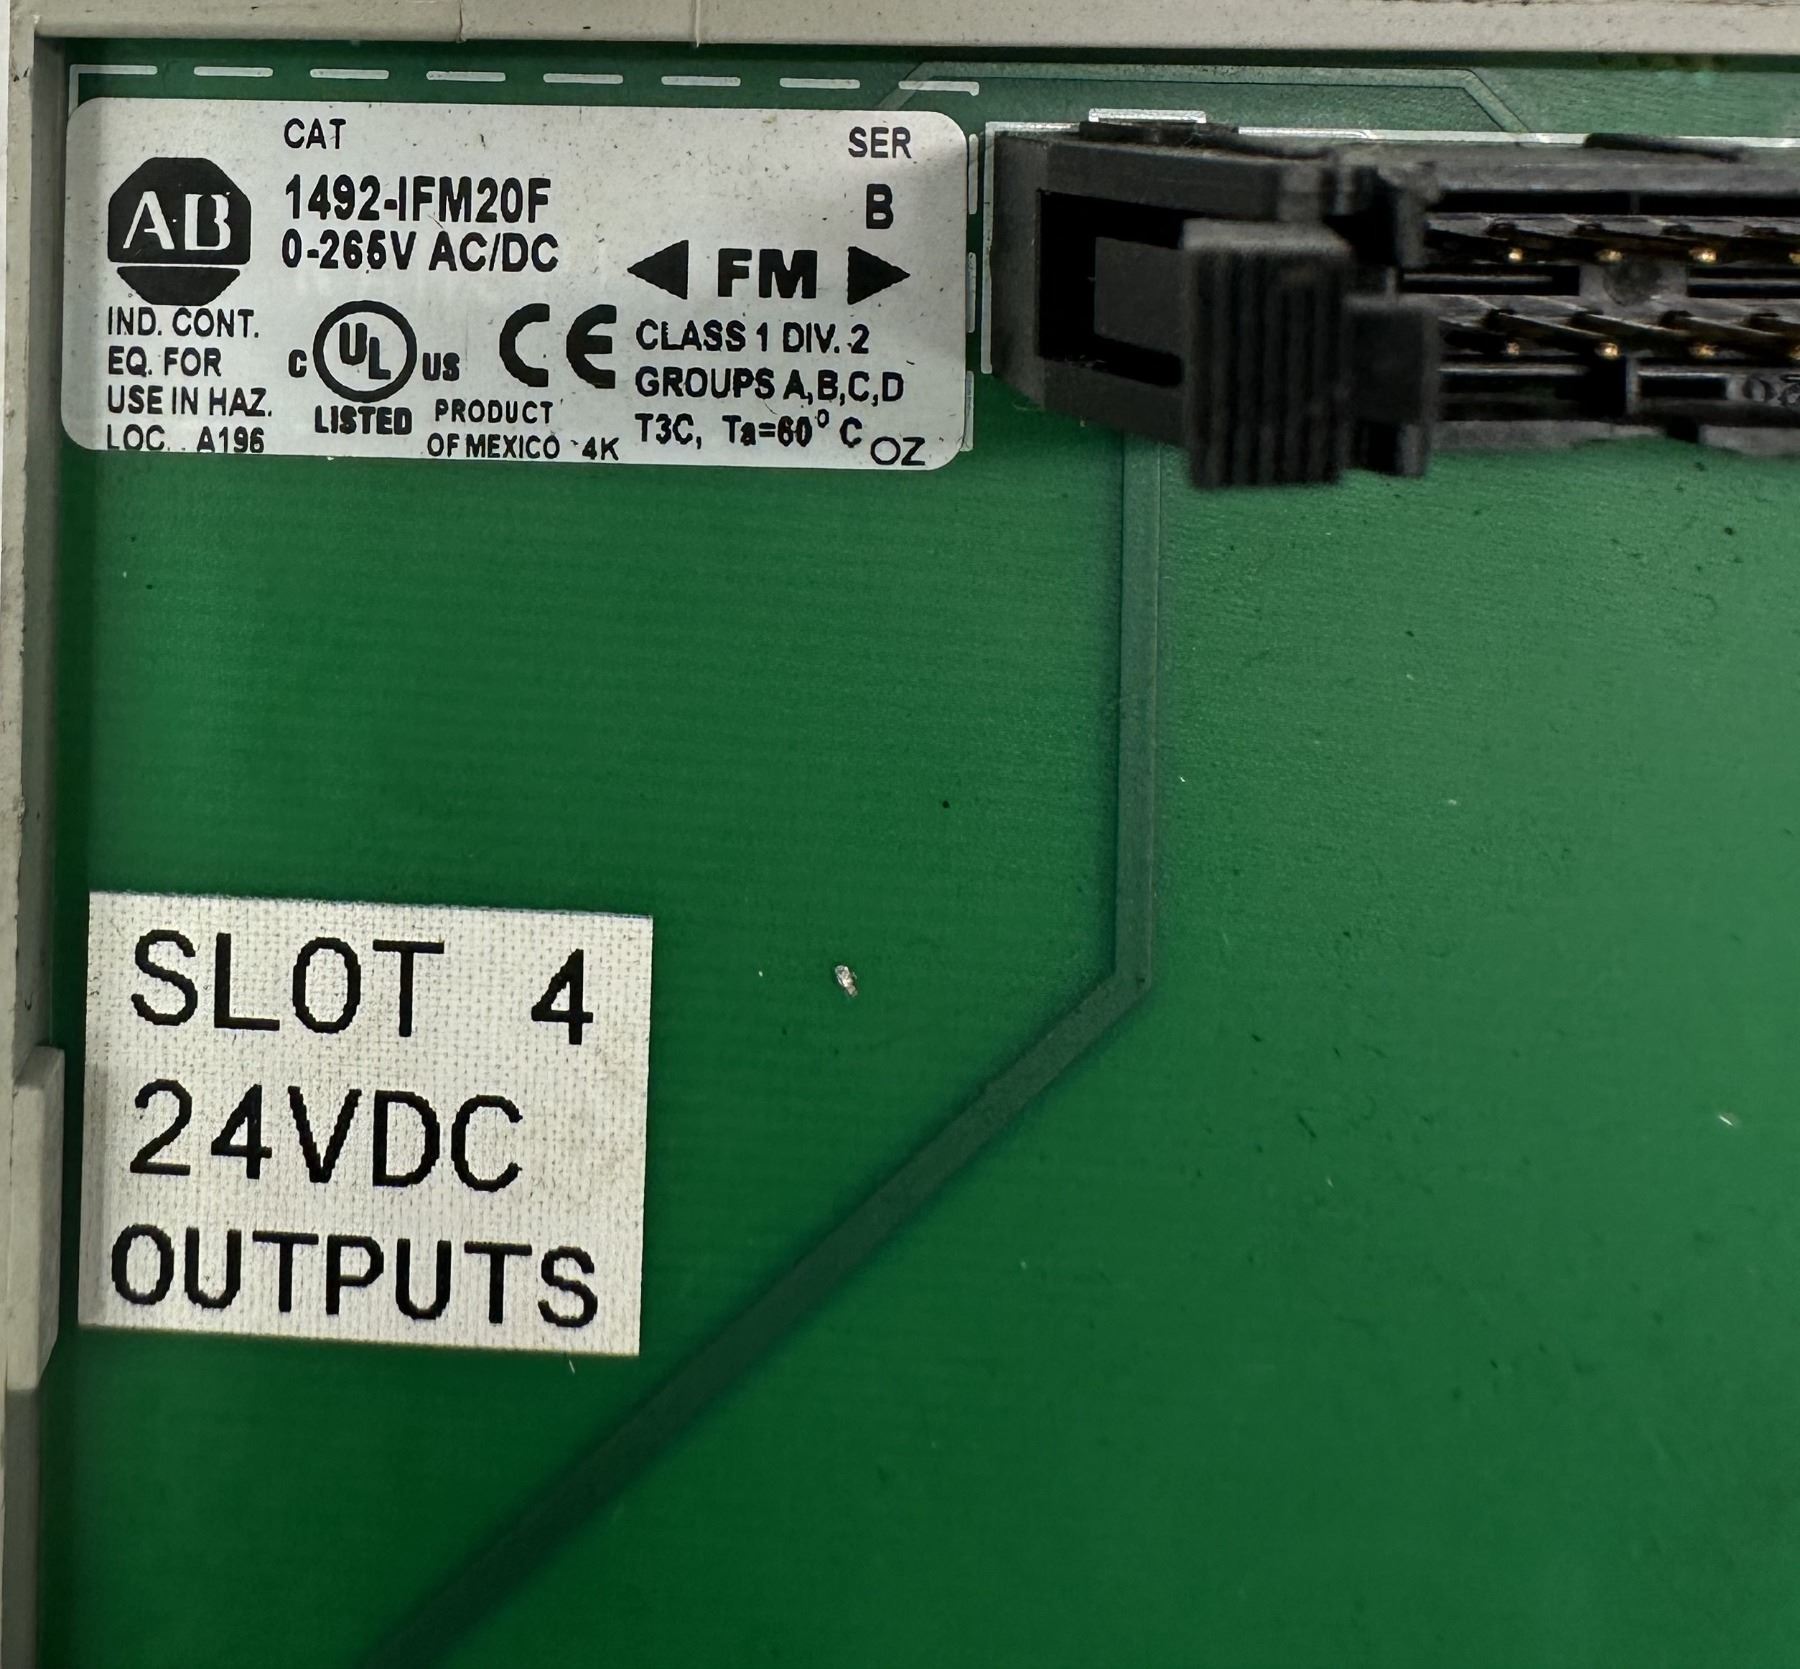 CAT
SER
AB
1492-IFM20F
B
0-265V AC/DC
FM
IND. CONT.
EQ. FOR
USE IN HAZ.
LOC. A196
C UL US
LISTED
CE
PRODUCT
OF MEXICO 4K
CLASS 1 DIV. 2
GROUPS A,B,C,D
T3C, Ta=60° C
OZ
SLOT 4
24VDC
OUTPUTS